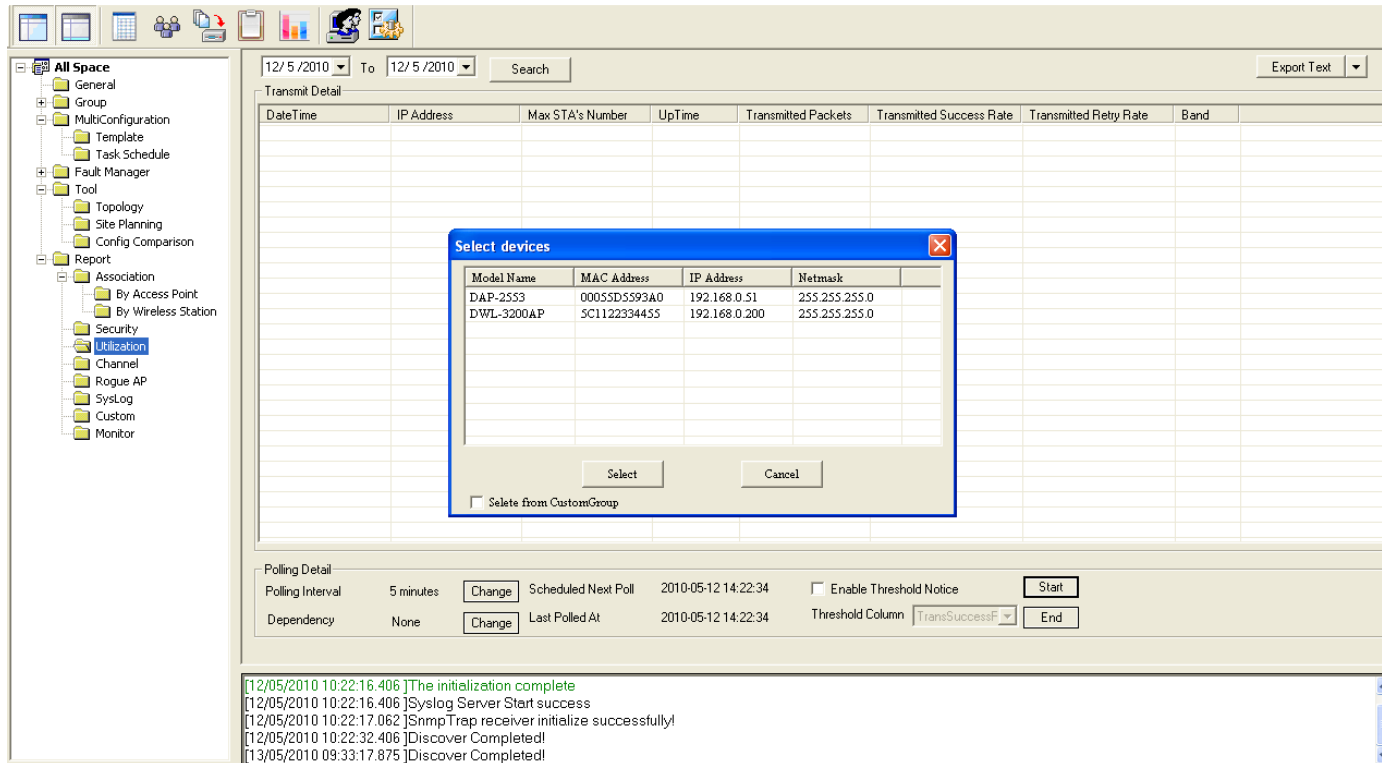 All Space
General
Group
MultiConfiguration
Template
Task Schedule
Fault Manager
Tool
Topology
Site Planning
Config Comparison
Report
Association
By Access Point
By Wireless Station
Security
Utilization
Channel
Rogue AP
SysLog
Custom
Monitor
12/ 5 /2010 To 12/ 5 /2010 Search Export Text
Transmit Detail
DateTime IP Address Max STA's Number UpTime Transmitted Packets Transmitted Success Rate Transmitted Retry Rate Band
Select devices
Model Name MAC Address IP Address Netmask
DAP-2553 00055D5593A0 192.168.0.51 255.255.255.0
DWL-3200AP 5C1122334455 192.168.0.200 255.255.255.0
Select Cancel
Selete from CustomGroup
Polling Detail
Polling Interval 5 minutes Change Scheduled Next Poll 2010-05-12 14:22:34 Enable Threshold Notice Start
Dependency None Change Last Polled At 2010-05-12 14:22:34 Threshold Column TransSuccessF End
[12/05/2010 10:22:16.406 ]The initialization complete
[12/05/2010 10:22:16.406 ]Syslog Server Start success
[12/05/2010 10:22:17.062 ]SnmpTrap receiver initialize successfully!
[12/05/2010 10:22:32.406 ]Discover Completed!
[13/05/2010 09:33:17.875 ]Discover Completed!